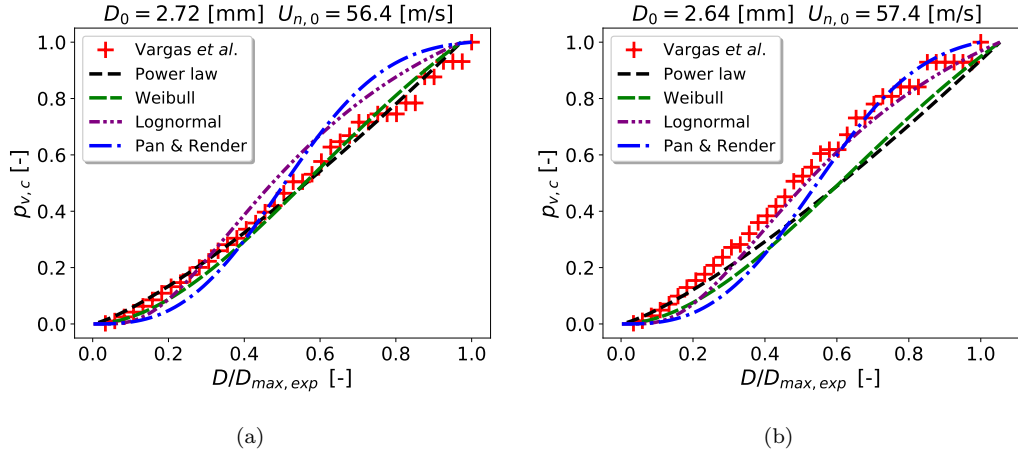 D₀ = 2.72 [mm] Uₙ,₀ = 56.4 [m/s]
p_{v,c} [-]
1.0
0.8
0.6
0.4
0.2
0.0
Vargas et al.
Power law
Weibull
Lognormal
Pan & Render
0.0 0.2 0.4 0.6 0.8 1.0
D/D_{max, exp} [-]
(a)
D₀ = 2.64 [mm] Uₙ,₀ = 57.4 [m/s]
p_{v,c} [-]
1.0
0.8
0.6
0.4
0.2
0.0
Vargas et al.
Power law
Weibull
Lognormal
Pan & Render
0.0 0.2 0.4 0.6 0.8 1.0
D/D_{max, exp} [-]
(b)